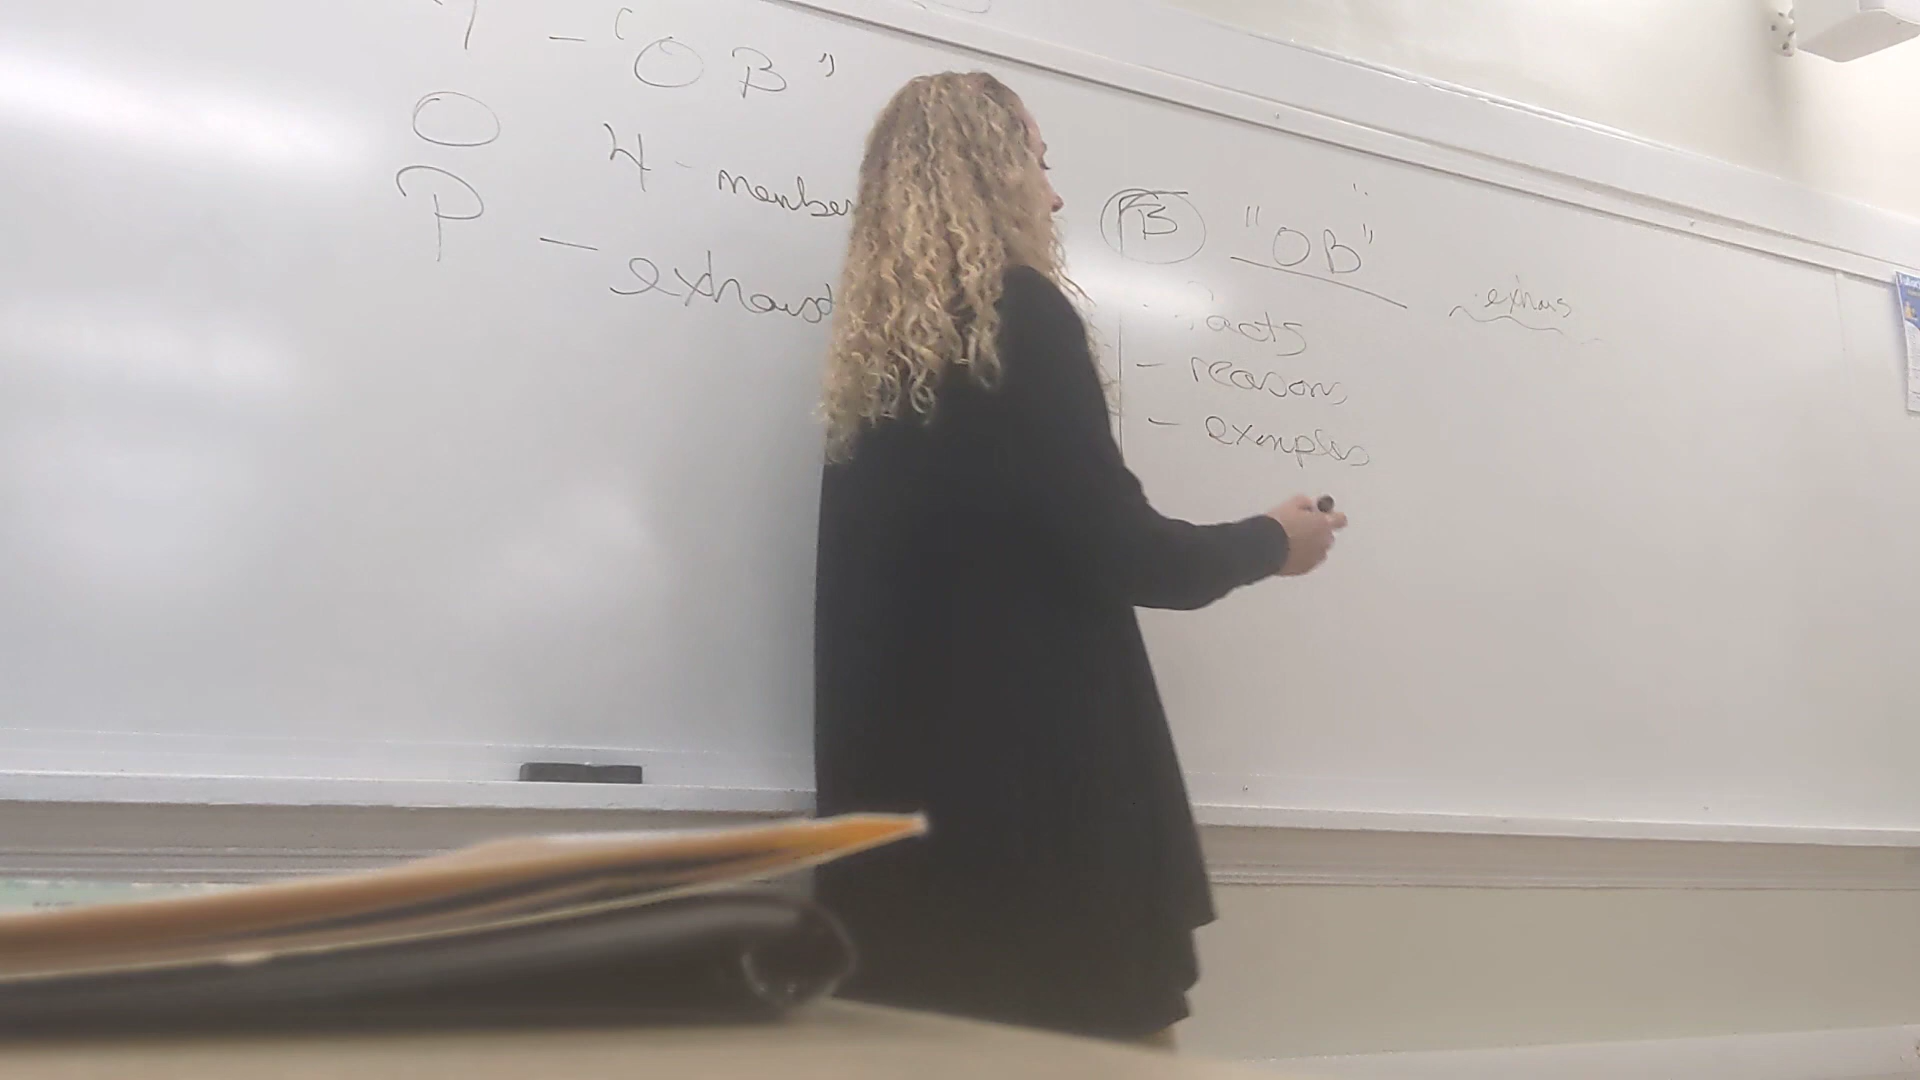 T - "OB"
O 4 - member
P - exhaust
"OB"
exhaus
facts
- reasons
- examples